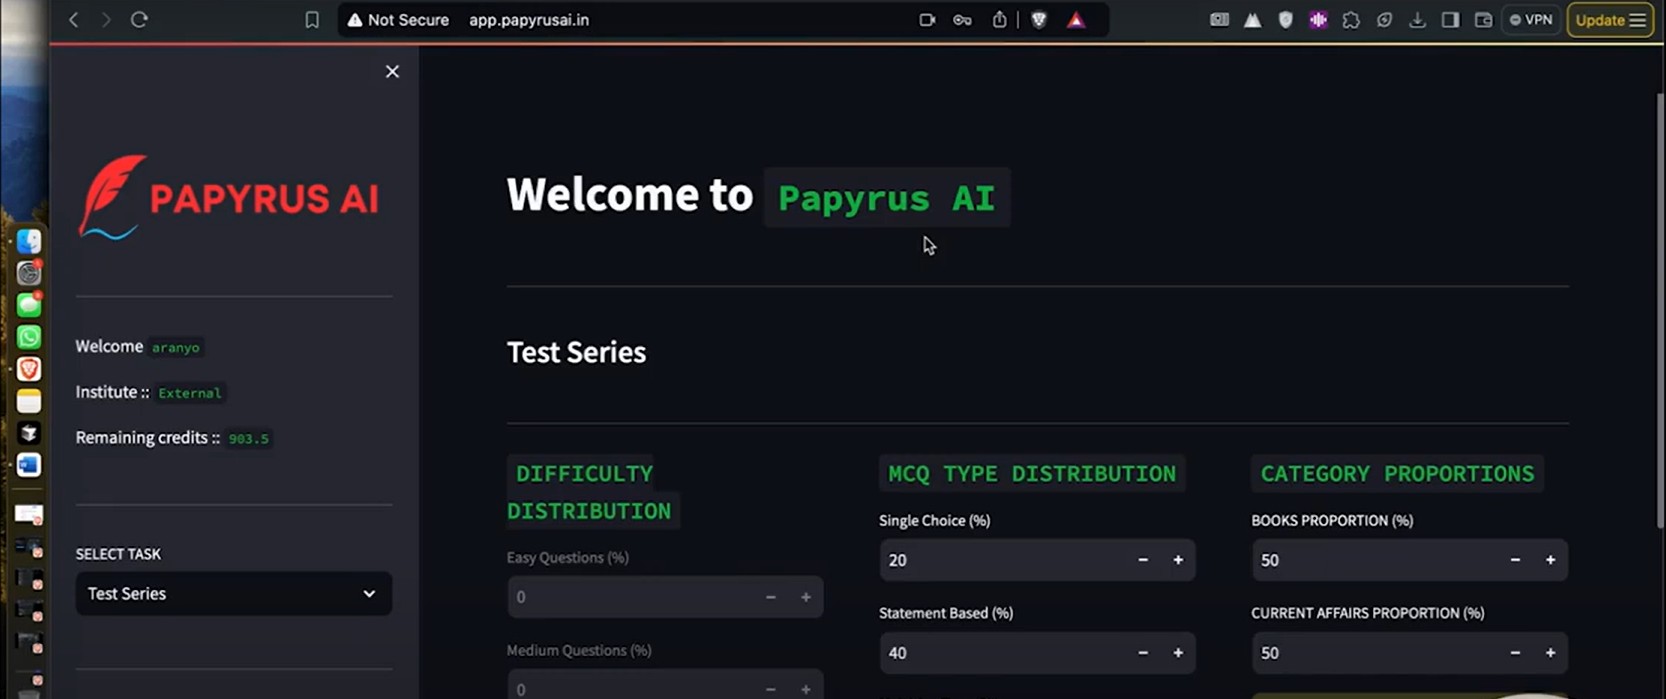 Not Secure app.papyrusai.in
VPN
Update
PAPYRUS AI
Welcome aranyo
Institute :: External
Remaining credits :: 903.5
SELECT TASK
Test Series
Welcome to Papyrus AI
Test Series
DIFFICULTY
DISTRIBUTION
Easy Questions (%)
0
Medium Questions (%)
0
MCQ TYPE DISTRIBUTION
Single Choice (%)
20
Statement Based (%)
40
CATEGORY PROPORTIONS
BOOKS PROPORTION (%)
50
CURRENT AFFAIRS PROPORTION (%)
50